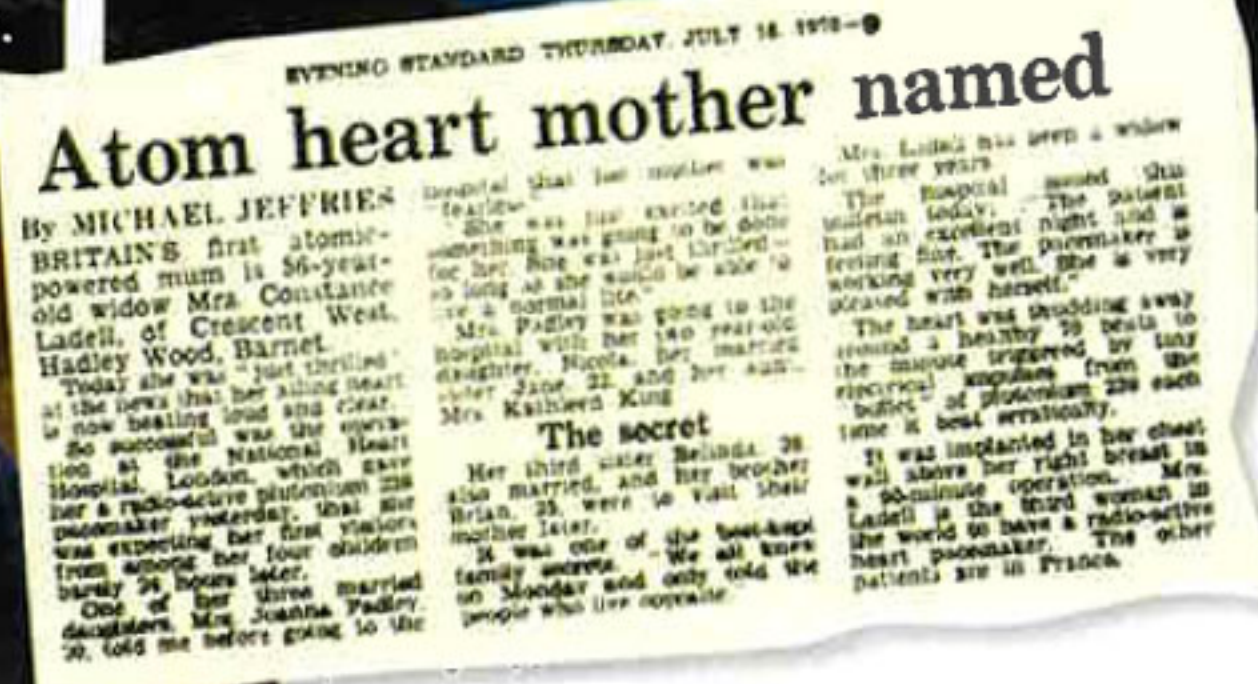 EVENING STANDARD THURSDAY, JULY 16, 1970—9
Atom heart mother named
By MICHAEL JEFFRIES
BRITAIN'S first atomic-
powered mum is 56-year-
old widow Mrs. Constance
Ladell, of Crescent West,
Hadley Wood, Barnet.
Today she was "just thrilled"
at the news that her ailing heart
is now beating loud and clear.
So successful was the opera-
tion at the National Heart
Hospital, London, which gave
her a radio-active plutonium 238
pacemaker yesterday, that she
was expecting her first visitors
from among her four children
barely 24 hours later.
One of her three married
daughters, Mrs Joanna Padley,
30, told me before going to the
hospital that her mother was
"fearless."
"She was just excited that
something was going to be done
for her. She was just thrilled—
so long as she would be able to
live a normal life."
Mrs. Padley was going to the
hospital with her two year-old
daughter, Nicola, her married
sister Jane, 22, and her aunt,
Mrs Kathleen King
The secret
Her third sister Belinda,
also married, and her brother
Brian, 25, were to visit their
mother later.
It was one of the best-kept
family secrets. "We all knew
on Monday and only told the
people who live opposite."
Mrs. Ladell has been a widow
for three years.
The hospital issued this
bulletin today: "The patient
had an excellent night and is
feeling fine. The pacemaker is
working very well. She is very
pleased with herself."
The heart was thudding away
around a healthy 70 beats to
the minute triggered by tiny
electrical impulses from the
"bullet" of plutonium 238 each
time it beat erratically.
It was implanted in her chest
wall above her right breast in
a 90-minute operation. Mrs.
Ladell is the third woman in
the world to have a radio-active
heart pacemaker. The other
patients are in France.